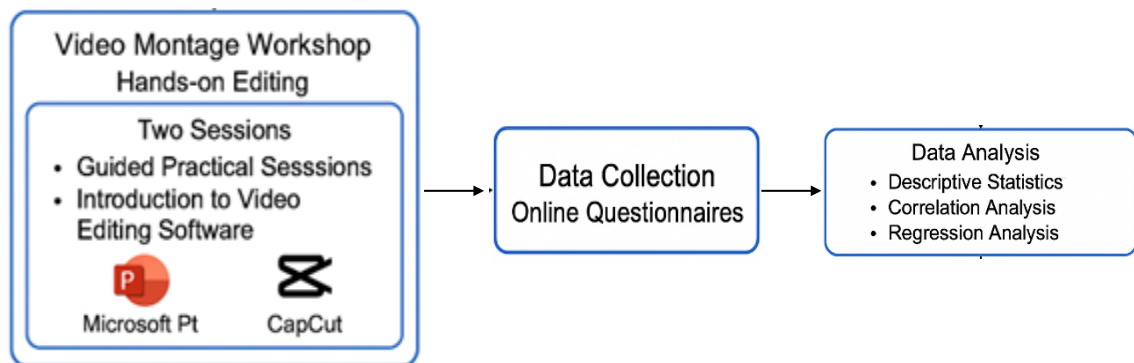 Video Montage Workshop
Hands-on Editing
Two Sessions
• Guided Practical Sesssions
• Introduction to Video
Editing Software
P
Microsoft Pt
CapCut
Data Collection
Online Questionnaires
Data Analysis
• Descriptive Statistics
• Correlation Analysis
• Regression Analysis